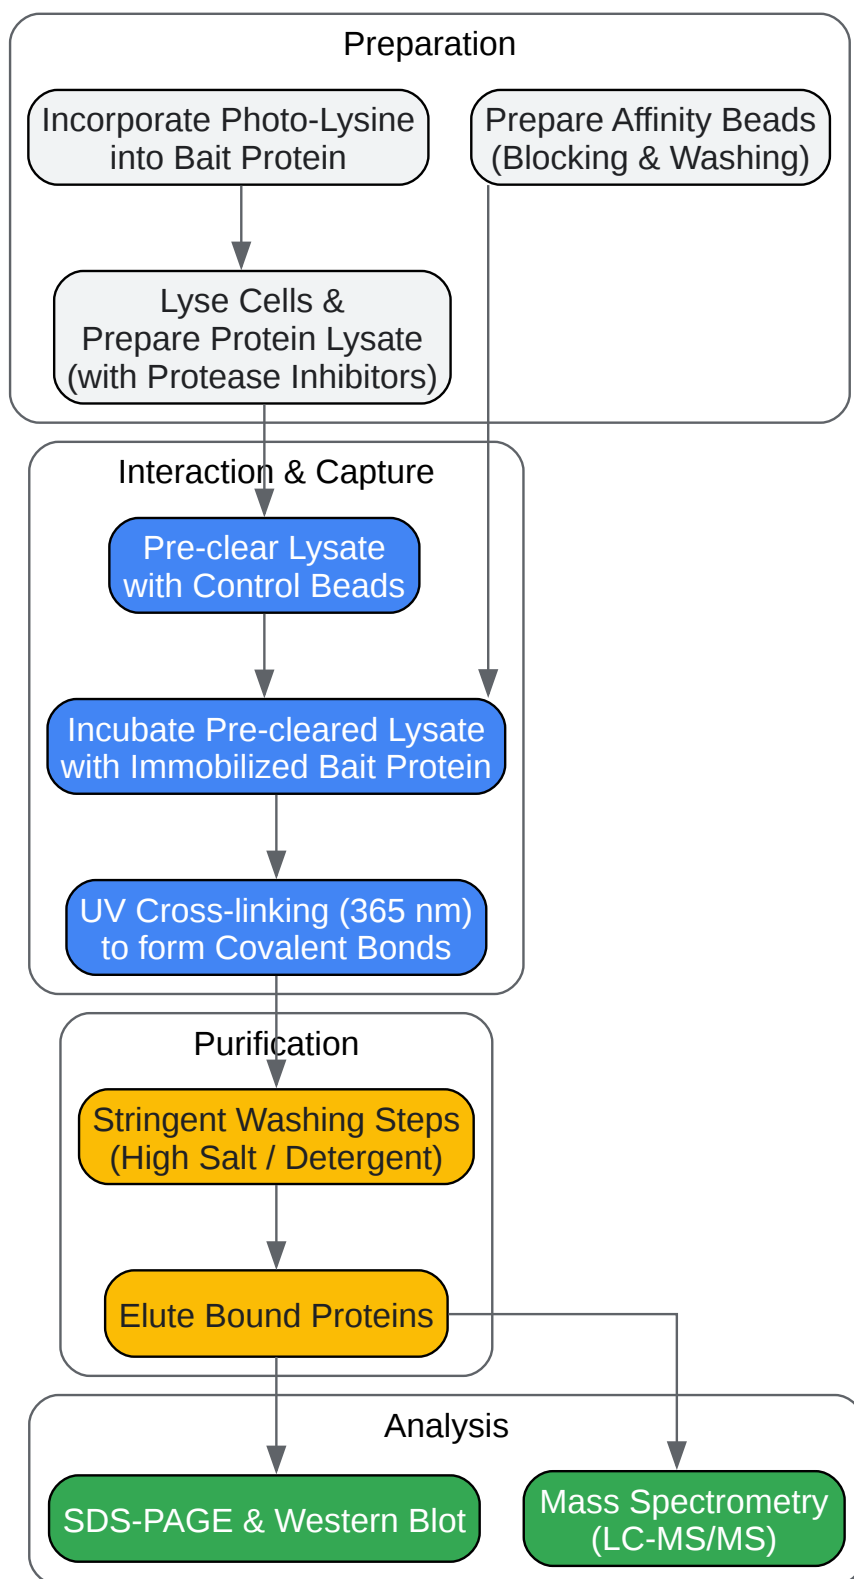 Preparation
Incorporate Photo-Lysine
into Bait Protein
Prepare Affinity Beads
(Blocking & Washing)
Lyse Cells &
Prepare Protein Lysate
(with Protease Inhibitors)
Interaction & Capture
Pre-clear Lysate
with Control Beads
Incubate Pre-cleared Lysate
with Immobilized Bait Protein
UV Cross-linking (365 nm)
to form Covalent Bonds
Purification
Stringent Washing Steps
(High Salt / Detergent)
Elute Bound Proteins
Analysis
SDS-PAGE & Western Blot
Mass Spectrometry
(LC-MS/MS)